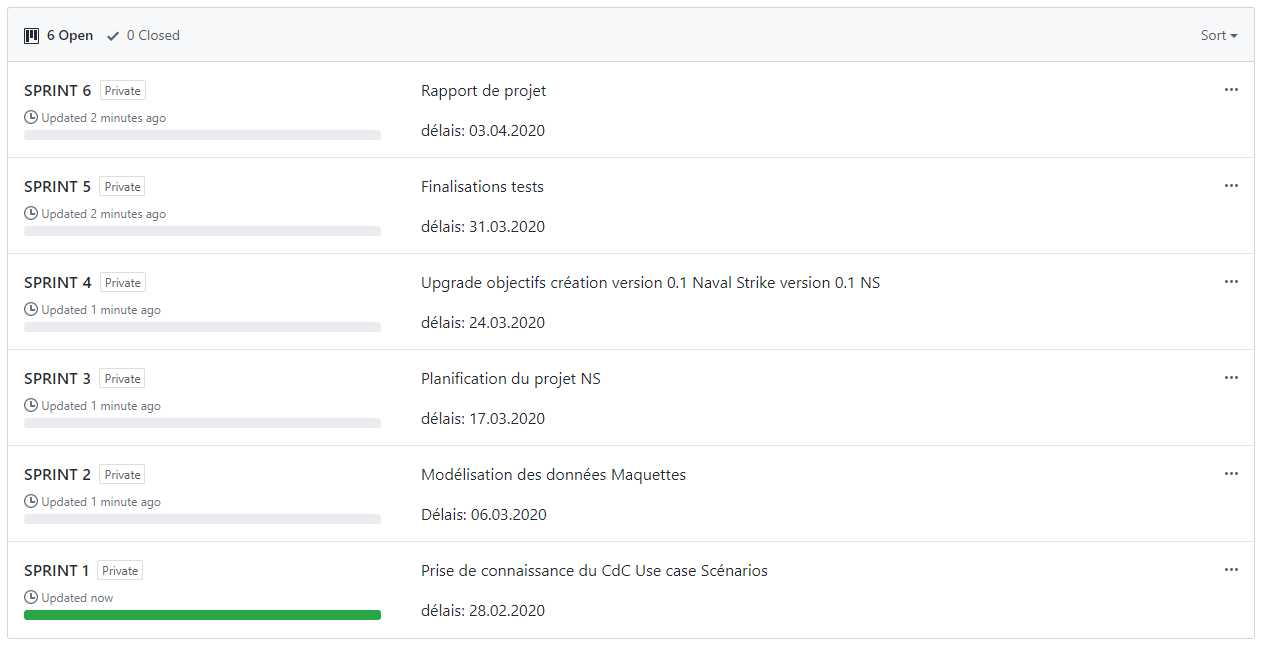 6 Open 0 Closed Sort
SPRINT 6 Private Rapport de projet
Updated 2 minutes ago
délais: 03.04.2020
SPRINT 5 Private Finalisations tests
Updated 2 minutes ago
délais: 31.03.2020
SPRINT 4 Private Upgrade objectifs création version 0.1 Naval Strike version 0.1 NS
Updated 1 minute ago
délais: 24.03.2020
SPRINT 3 Private Planification du projet NS
Updated 1 minute ago
délais: 17.03.2020
SPRINT 2 Private Modélisation des données Maquettes
Updated 1 minute ago
Délais: 06.03.2020
SPRINT 1 Private Prise de connaissance du CdC Use case Scénarios
Updated now
délais: 28.02.2020